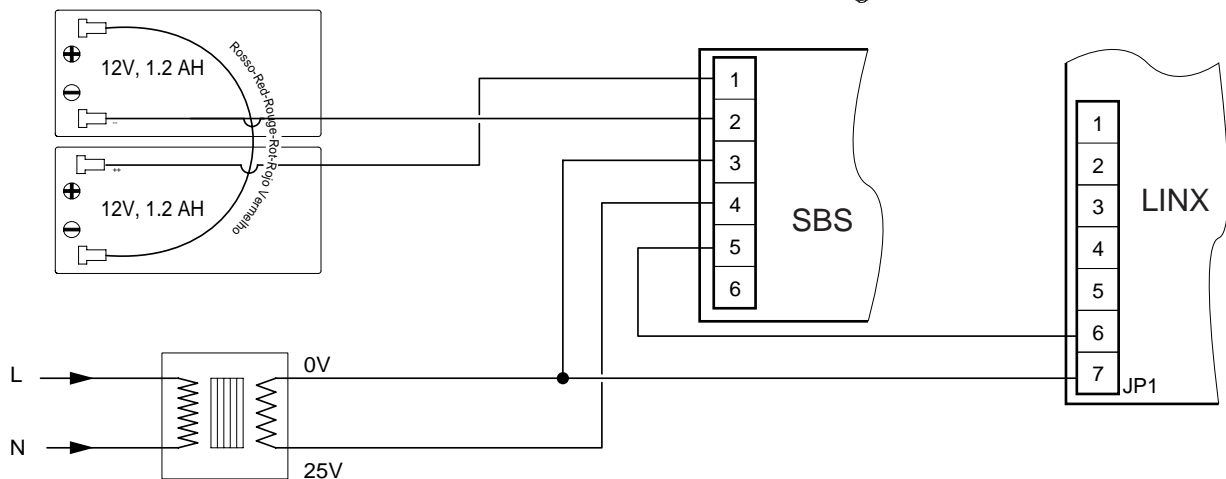 12V, 1.2 AH
–
Rosso-Red-Rouge-Rot-Rojo Vermelho
++
12V, 1.2 AH
SBS
1
2
3
4
5
6
LINX
1
2
3
4
5
6
7
JP1
L
N
0V
25V